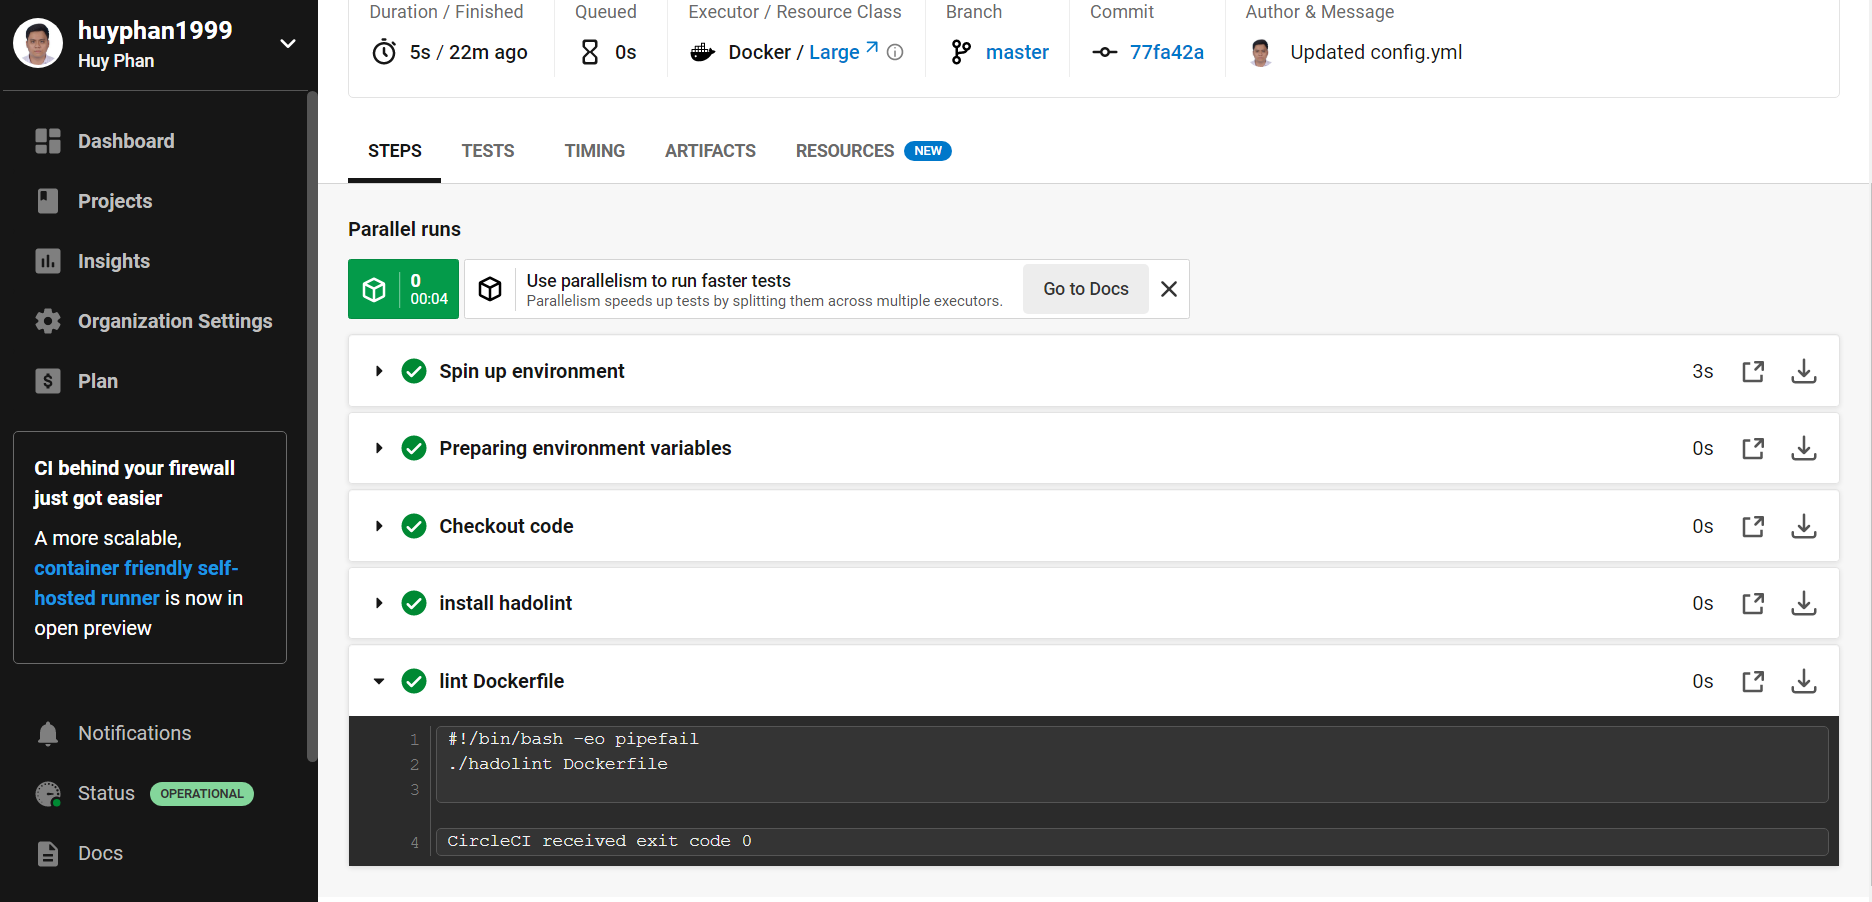 huyphan1999
Huy Phan
Dashboard
Projects
Insights
Organization Settings
Plan
CI behind your firewall
just got easier
A more scalable,
container friendly self-
hosted runner is now in
open preview
Notifications
Status OPERATIONAL
Docs
Duration / Finished
5s / 22m ago
Queued
0s
Executor / Resource Class
Docker / Large
Branch
master
Commit
77fa42a
Author & Message
Updated config.yml
STEPS TESTS TIMING ARTIFACTS RESOURCES NEW
Parallel runs
0
00:04
Use parallelism to run faster tests
Parallelism speeds up tests by splitting them across multiple executors.
Go to Docs
Spin up environment 3s
Preparing environment variables 0s
Checkout code 0s
install hadolint 0s
lint Dockerfile 0s
1 #!/bin/bash -eo pipefail
2 ./hadolint Dockerfile
3
4 CircleCI received exit code 0